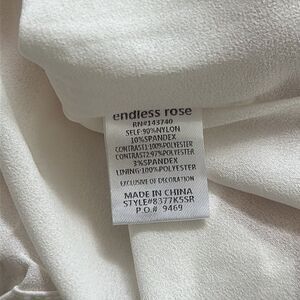 endless rose
RN#143740
SELF:90%NYLON
10%SPANDEX
CONTRAST1:100%POLYESTER
CONTRAST2:97%POLYESTER
3%SPANDEX
LINING:100%POLYESTER
EXCLUSIVE OF DECORATION
MADE IN CHINA
STYLE#8377K5SR
P.O.# 9469